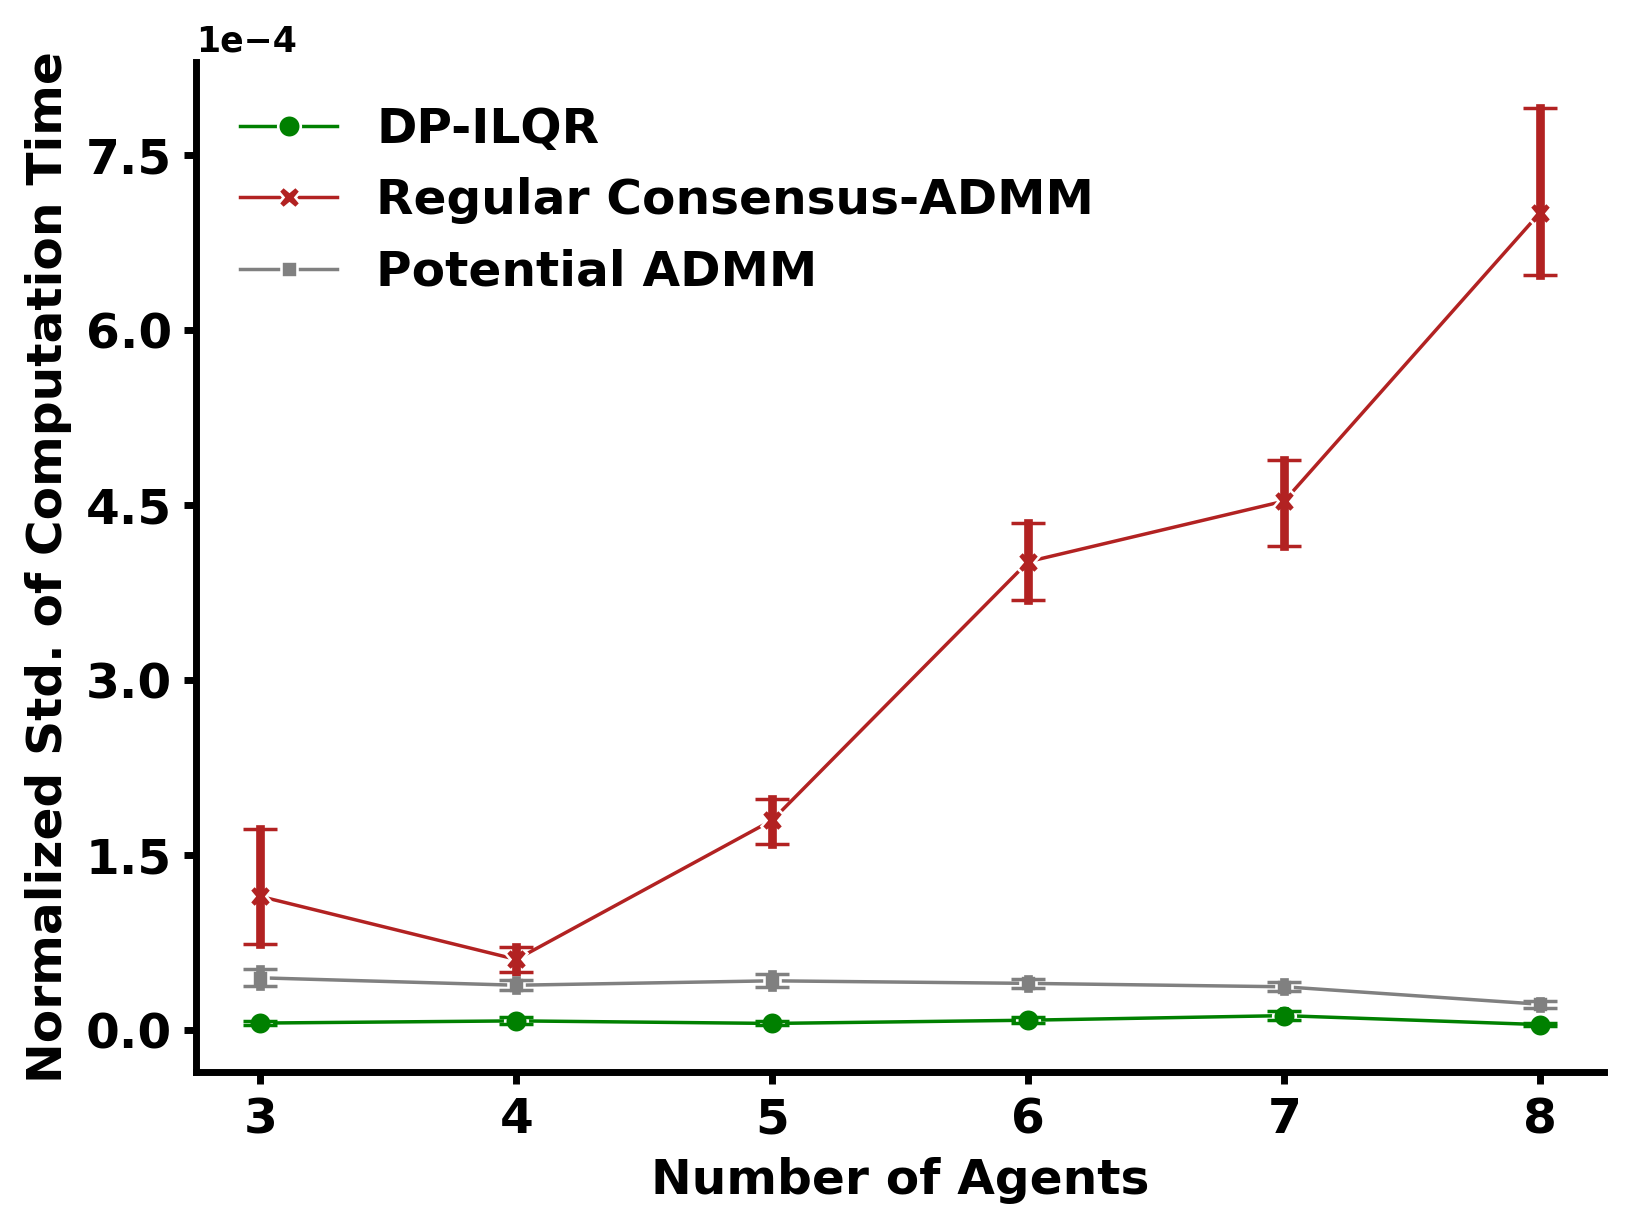 1e−4
Normalized Std. of Computation Time
DP-ILQR
Regular Consensus-ADMM
Potential ADMM
7.5
6.0
4.5
3.0
1.5
0.0
3 4 5 6 7 8
Number of Agents